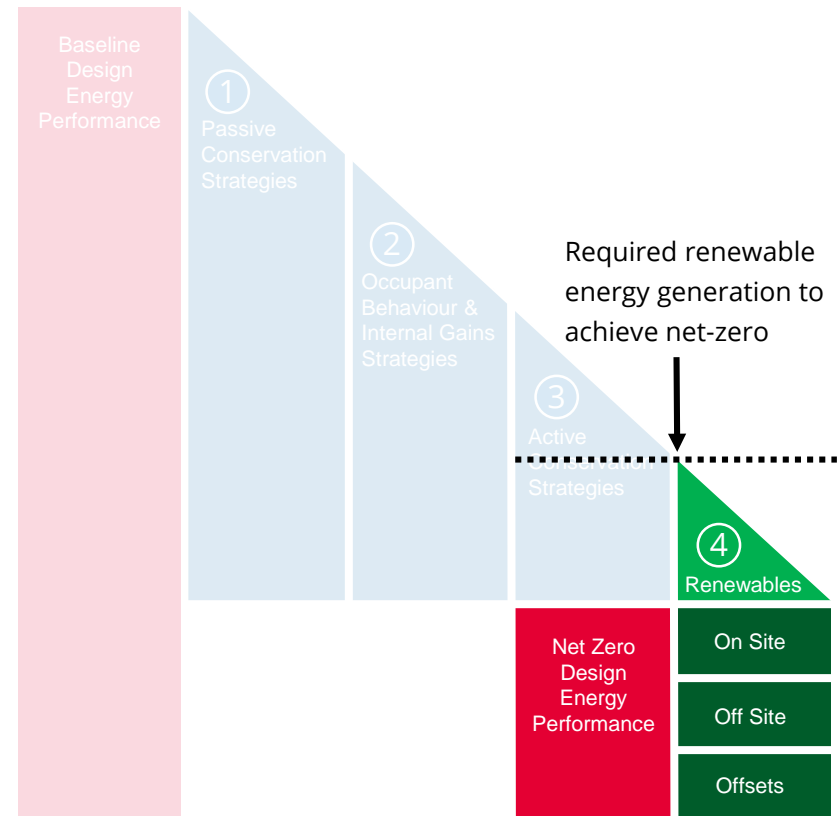 Baseline
Design
Energy
Performance
1
Passive
Conservation
Strategies
2
Occupant
Behaviour &
Internal Gains
Strategies
Required renewable
energy generation to
achieve net-zero
3
Active
Conservation
Strategies
4
Renewables
Net Zero
Design
Energy
Performance
On Site
Off Site
Offsets